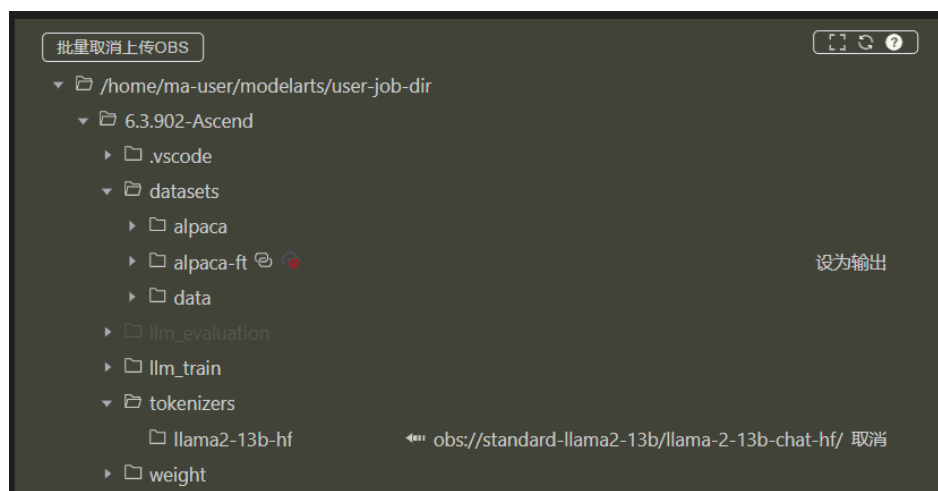 批量取消上传OBS
/home/ma-user/modelarts/user-job-dir
6.3.902-Ascend
.vscode
datasets
alpaca
alpaca-ft 设为输出
data
llm_evaluation
llm_train
tokenizers
llama2-13b-hf obs://standard-llama2-13b/llama-2-13b-chat-hf/ 取消
weight